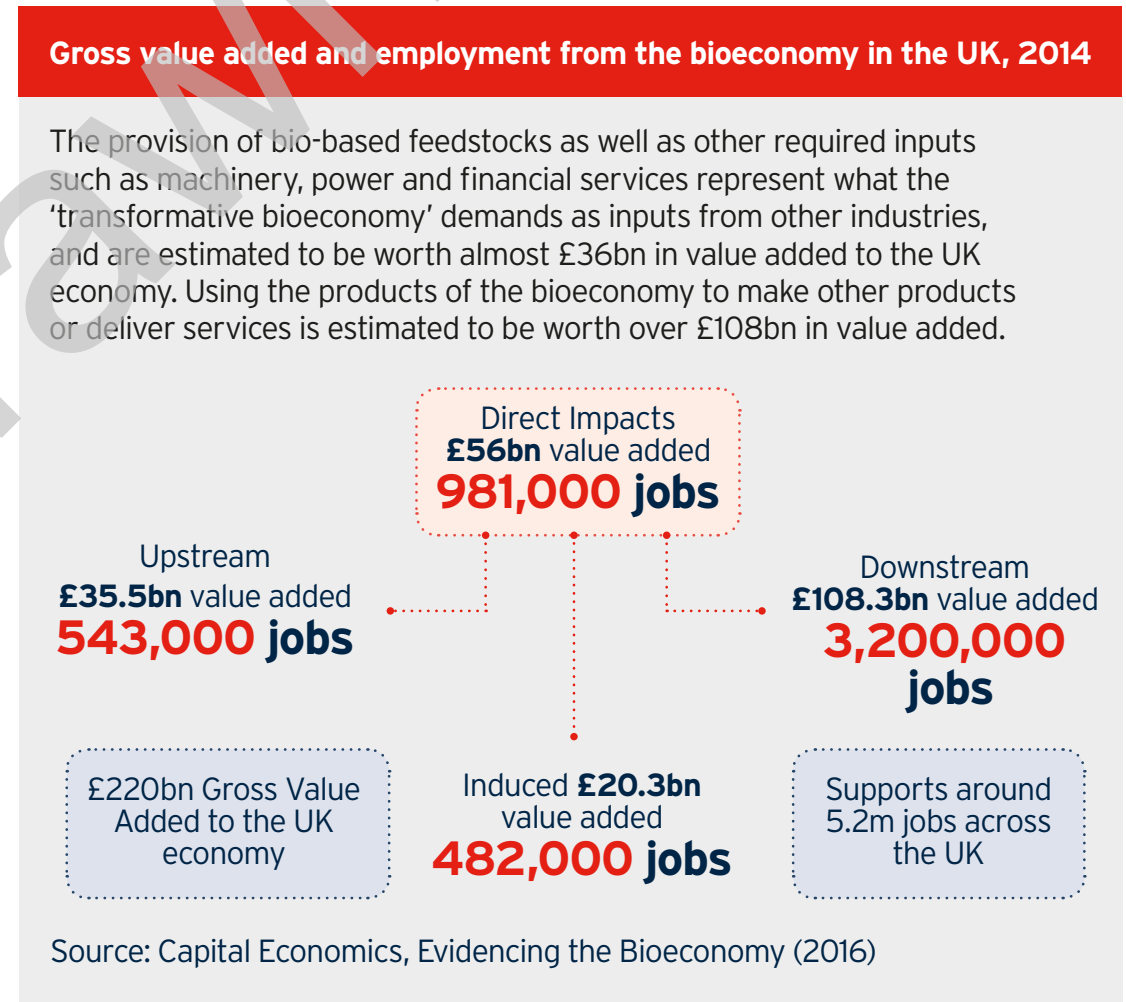 Gross value added and employment from the bioeconomy in the UK, 2014
The provision of bio-based feedstocks as well as other required inputs
such as machinery, power and financial services represent what the
‘transformative bioeconomy’ demands as inputs from other industries,
and are estimated to be worth almost £36bn in value added to the UK
economy. Using the products of the bioeconomy to make other products
or deliver services is estimated to be worth over £108bn in value added.
Direct Impacts
£56bn value added
981,000 jobs
Upstream
£35.5bn value added
543,000 jobs
Downstream
£108.3bn value added
3,200,000
jobs
£220bn Gross Value
Added to the UK
economy
Induced £20.3bn
value added
482,000 jobs
Supports around
5.2m jobs across
the UK
Source: Capital Economics, Evidencing the Bioeconomy (2016)